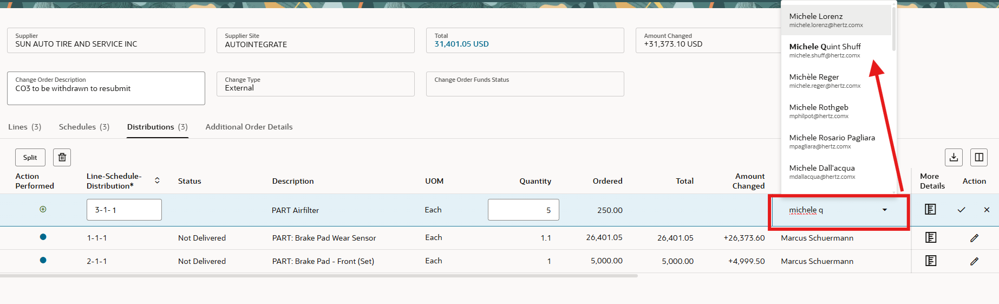 Supplier
SUN AUTO TIRE AND SERVICE INC
Supplier Site
AUTOINTEGRATE
Total
31,401.05 USD
Amount Changed
+31,373.10 USD
Change Order Description
CO3 to be withdrawn to resubmit
Change Type
External
Change Order Funds Status
Michele Lorenz
michele.lorenz@hertz.comx
Michele Quint Shuff
michele.shuff@hertz.comx
Michèle Reger
michele.reger@hertz.comx
Michele Rothgeb
mphilpot@hertz.comx
Michele Rosario Pagliara
mpagliara@hertz.comx
Michele Dall'acqua
mdallacqua@hertz.comx
Lines (3) Schedules (3) Distributions (3) Additional Order Details
Split
Action Performed Line-Schedule-Distribution* Status Description UOM Quantity Ordered Total Amount Changed More Details Action
3-1- 1 PART Airfilter Each 5 250.00 michele q
1-1-1 Not Delivered PART: Brake Pad Wear Sensor Each 1.1 26,401.05 26,401.05 +26,373.60 Marcus Schuermann
2-1-1 Not Delivered PART: Brake Pad - Front (Set) Each 1 5,000.00 5,000.00 +4,999.50 Marcus Schuermann